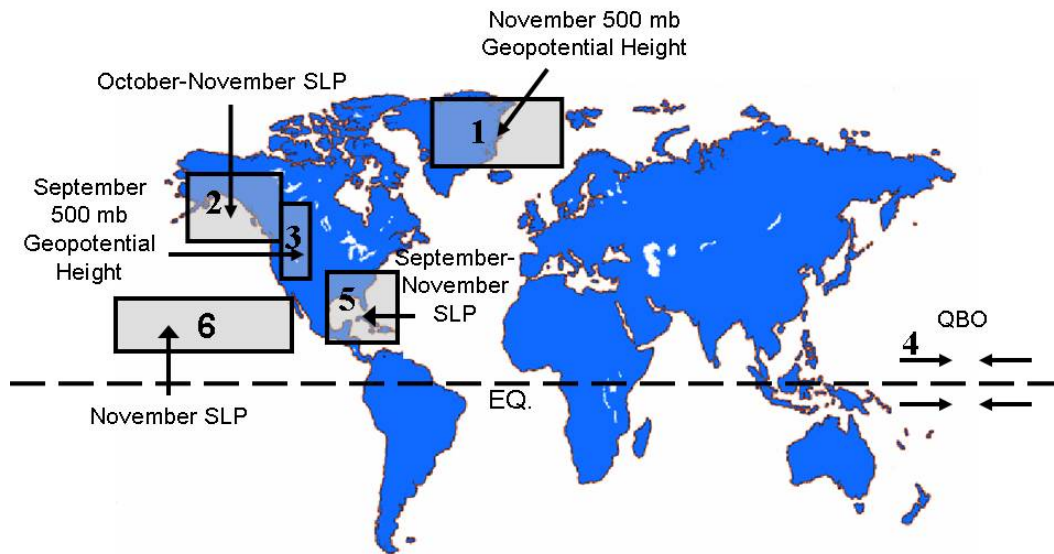 November 500 mb
Geopotential Height
October-November SLP
1
September
500 mb
Geopotential
Height
2
3
September-
November
SLP
5
6
QBO
4
EQ.
November SLP